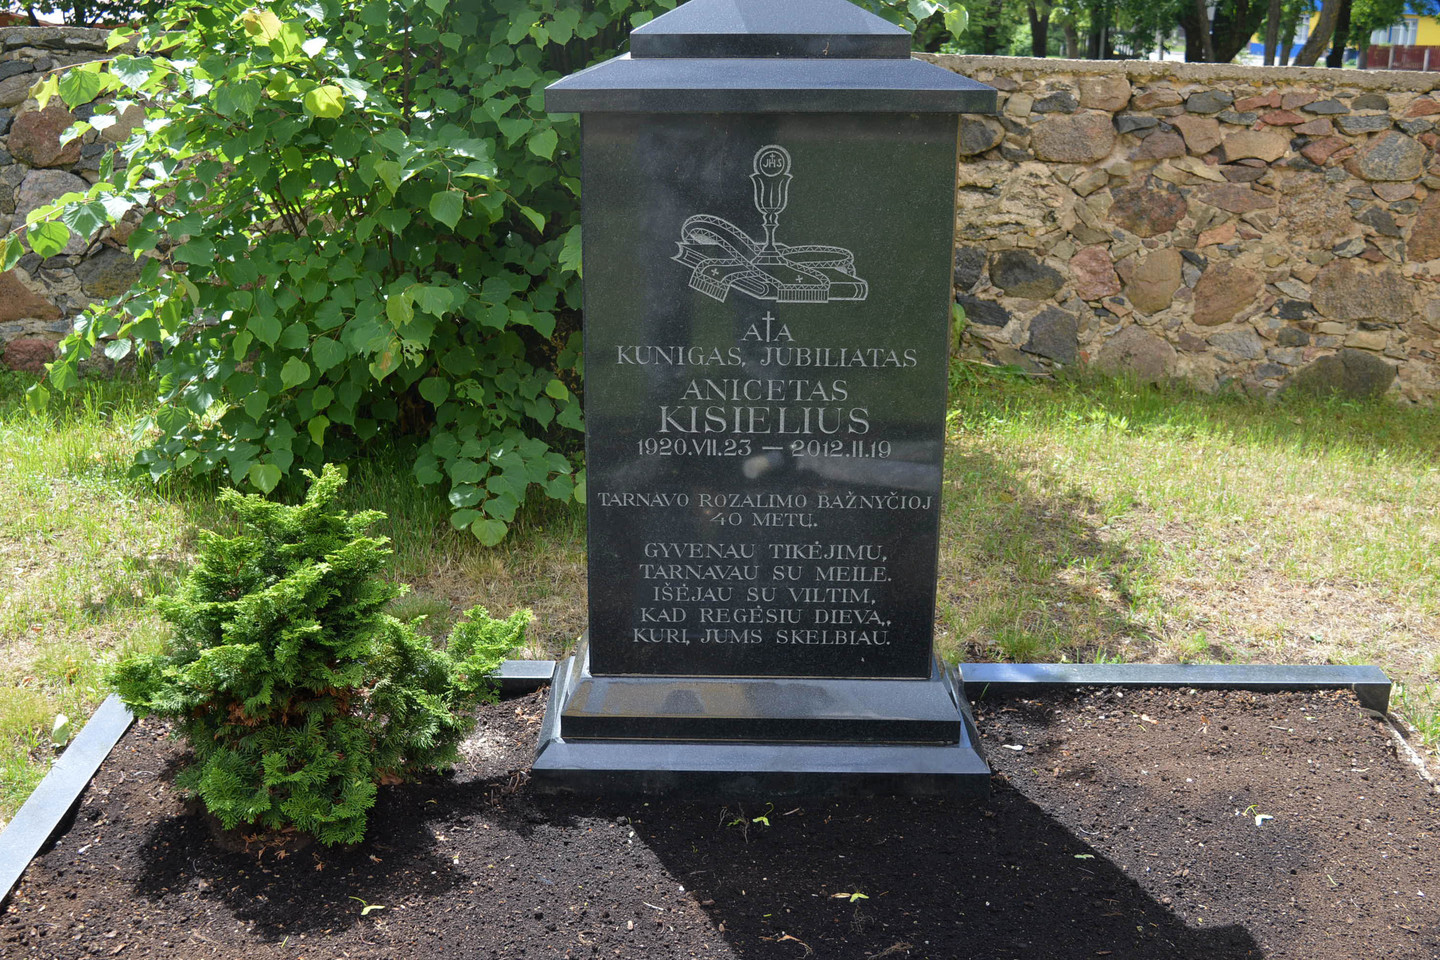 JHS
A†A
KUNIGAS, JUBILIATAS
ANICETAS
KISIELIUS
1920.VII.23 — 2012.II.19
TARNAVO ROZALIMO BAŽNYČIOJ
40 METŲ.
GYVENAU TIKĖJIMU,
TARNAVAU SU MEILE.
IŠĖJAU SU VILTIM,
KAD REGĖSIU DIEVĄ,
KURĮ JUMS SKELBIAU.